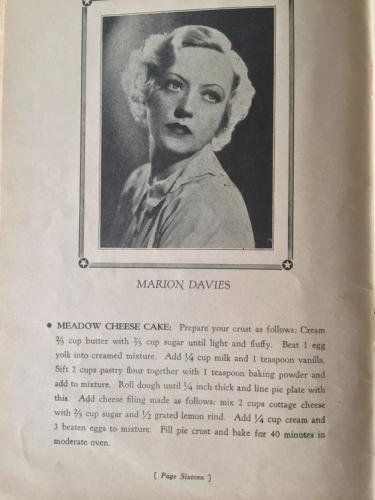 MARION DAVIES
• MEADOW CHEESE CAKE: Prepare your crust as follows: Cream
⅔ cup butter with ⅔ cup sugar until light and fluffy. Beat 1 egg
yolk into creamed mixture. Add ¼ cup milk and 1 teaspoon vanilla.
Sift 2 cups pastry flour together with 1 teaspoon baking powder and
add to mixture. Roll dough until ¼ inch thick and line pie plate with
this. Add cheese filing made as follows: mix 2 cups cottage cheese
with ⅔ cup sugar and ½ grated lemon rind. Add ¼ cup cream and
3 beaten eggs to mixture. Fill pie crust and bake for 40 minutes in
moderate oven.
[ Page Sixteen ]